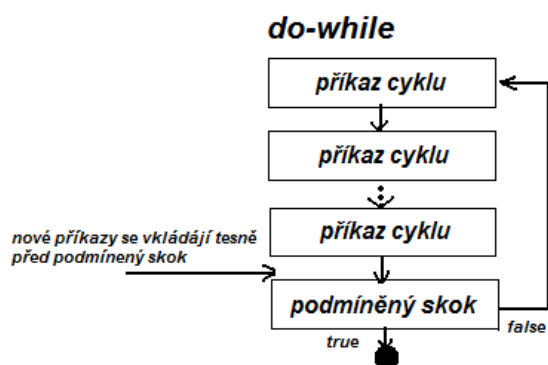 do-while
příkaz cyklu
příkaz cyklu
příkaz cyklu
nové příkazy se vkládájí tesně
před podmínený skok
podmíněný skok
true
false